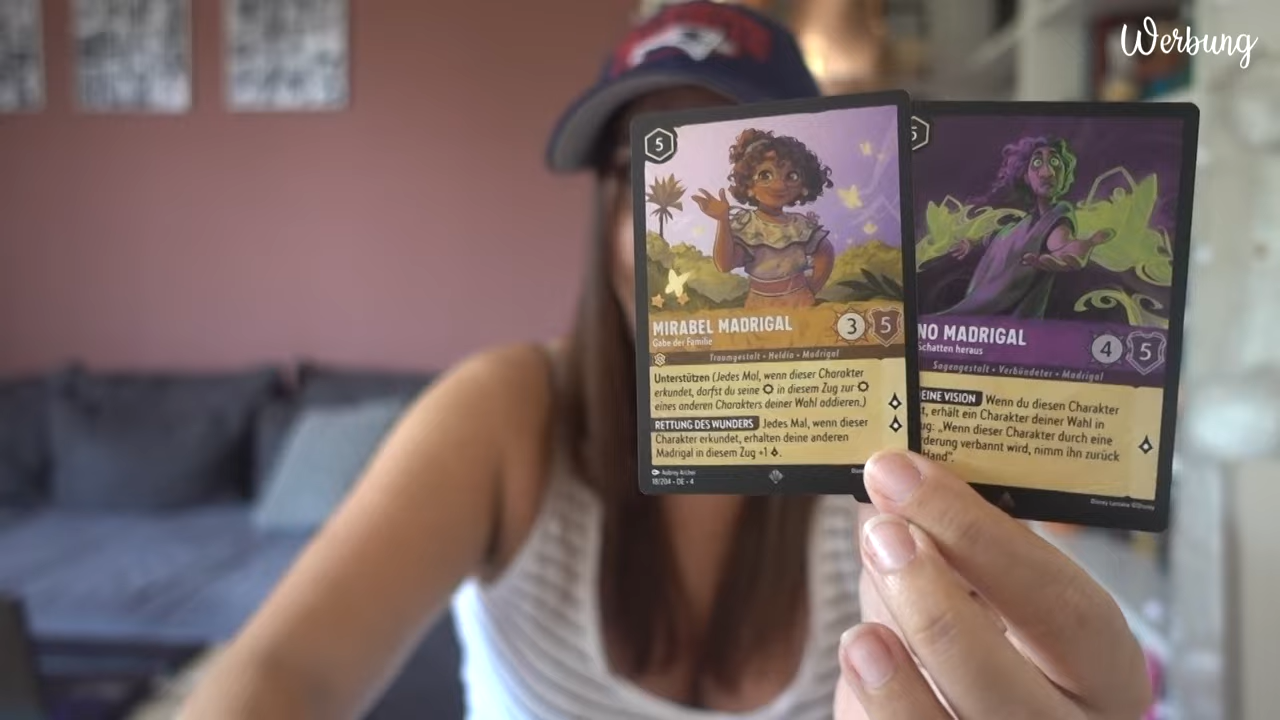 Werbung
5
MIRABEL MADRIGAL
Gabe der Familie
3 5
Traumgestalt • Heldin • Madrigal
Unterstützen (Jedes Mal, wenn dieser Charakter
erkundet, darfst du seine in diesem Zug zur
eines anderen Charakters deiner Wahl addieren.)
RETTUNG DES WUNDERS Jedes Mal, wenn dieser
Charakter erkundet, erhalten deine anderen
Madrigal in diesem Zug +1 .
18/204 • DE • 4
5
NO MADRIGAL
Schatten heraus
4 5
Sagengestalt • Verbündeter • Madrigal
EINE VISION Wenn du diesen Charakter
t, erhält ein Charakter deiner Wahl in
ug: „Wenn dieser Charakter durch eine
derung verbannt wird, nimm ihn zurück
Hand“.
Disney Lorcana ©Disney